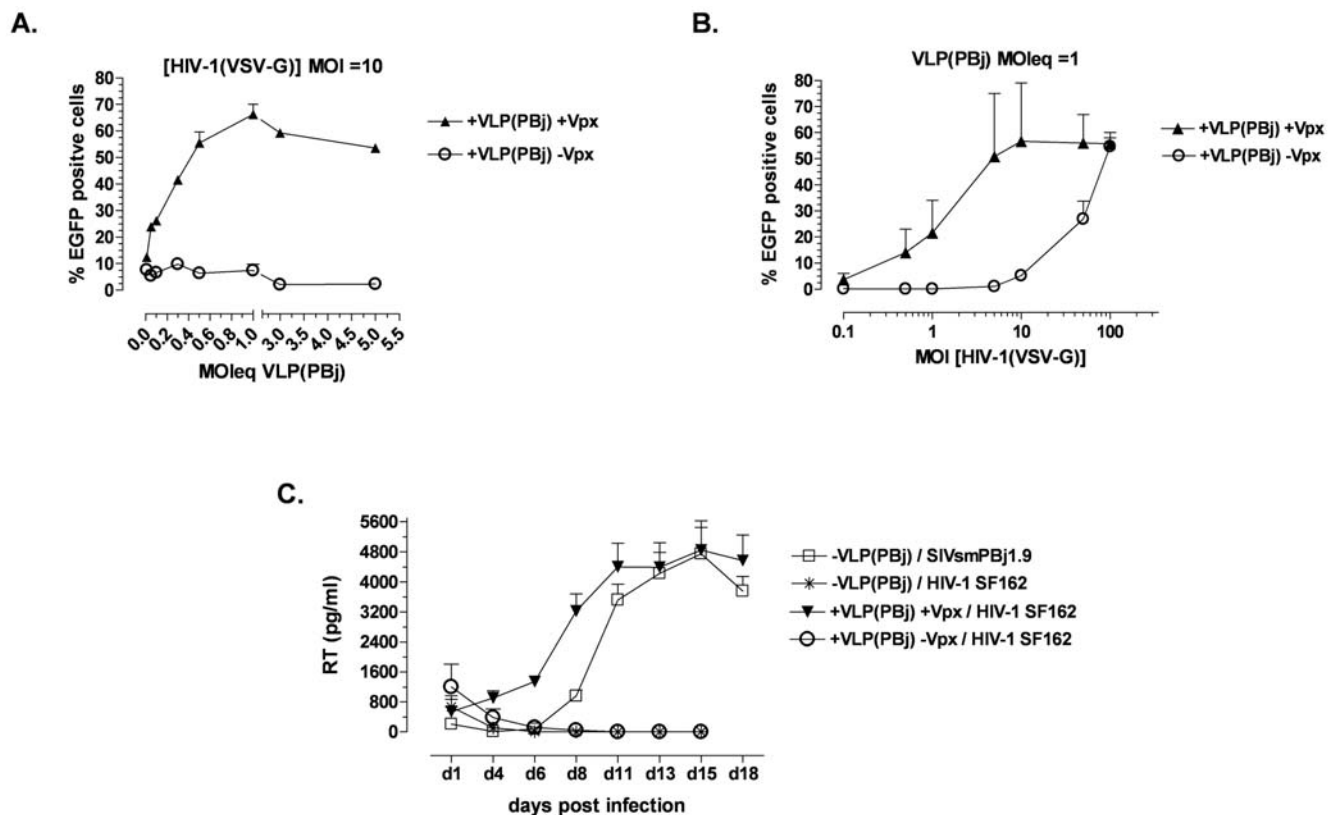 A.
[HIV-1(VSV-G)] MOI =10
80
70
60
50
40
30
20
10
0
% EGFP positive cells
0.0
0.2
0.4
0.6
0.8
1.0
3.0
3.5
4.0
4.5
5.0
5.5
MOIeq VLP(PBj)
+VLP(PBj) +Vpx
+VLP(PBj) -Vpx
B.
VLP(PBj) MOIeq =1
80
70
60
50
40
30
20
10
0
% EGFP positive cells
0.1
1
10
100
MOI [HIV-1(VSV-G)]
+VLP(PBj) +Vpx
+VLP(PBj) -Vpx
C.
5600
4800
4000
3200
2400
1600
800
0
RT (pg/ml)
d1
d4
d6
d8
d11
d13
d15
d18
days post infection
-VLP(PBj) / SIVsmPBj1.9
-VLP(PBj) / HIV-1 SF162
+VLP(PBj) +Vpx / HIV-1 SF162
+VLP(PBj) -Vpx / HIV-1 SF162